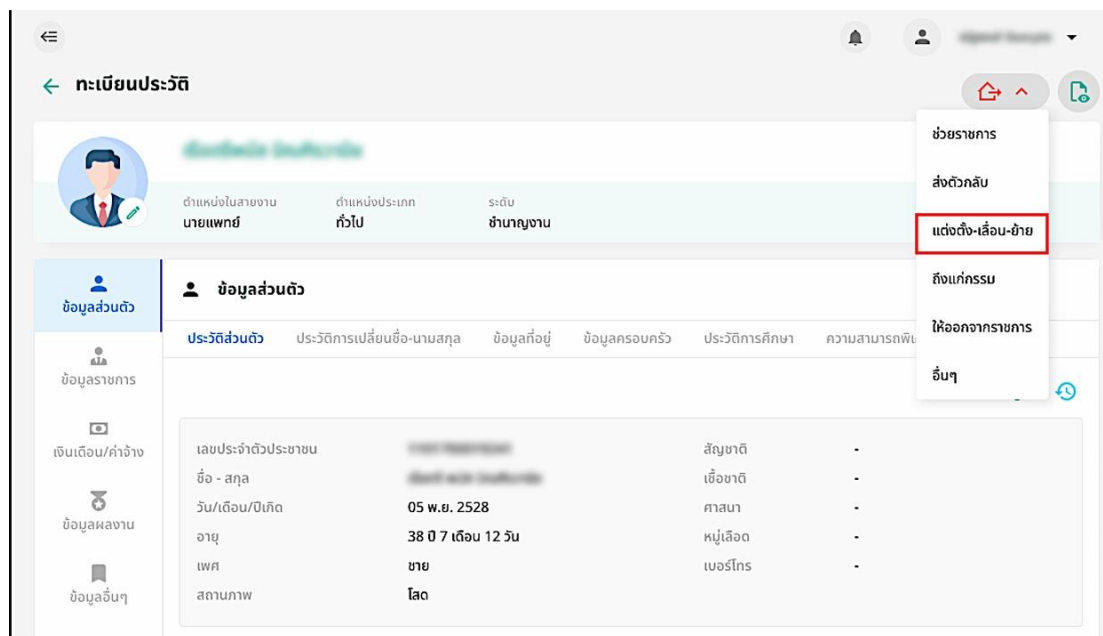 ทะเบียนประวัติ
ช่วยราชการ
ส่งตัวกลับ
แต่งตั้ง-เลื่อน-ย้าย
ถึงแก่กรรม
ให้ออกจากราชการ
อื่นๆ
ตำแหน่งในสายงาน ตำแหน่งประเภท ระดับ
นายแพทย์ ทั่วไป ชำนาญงาน
ข้อมูลส่วนตัว
ข้อมูลราชการ
เงินเดือน/ค่าจ้าง
ข้อมูลผลงาน
ข้อมูลอื่นๆ
ข้อมูลส่วนตัว
ประวัติส่วนตัว ประวัติการเปลี่ยนชื่อ-นามสกุล ข้อมูลที่อยู่ ข้อมูลครอบครัว ประวัติการศึกษา
เลขประจำตัวประชาชน สัญชาติ -
ชื่อ - สกุล เชื้อชาติ -
วัน/เดือน/ปีเกิด 05 พ.ย. 2528 ศาสนา -
อายุ 38 ปี 7 เดือน 12 วัน หมู่เลือด -
เพศ ชาย เบอร์โทร -
สถานภาพ โสด